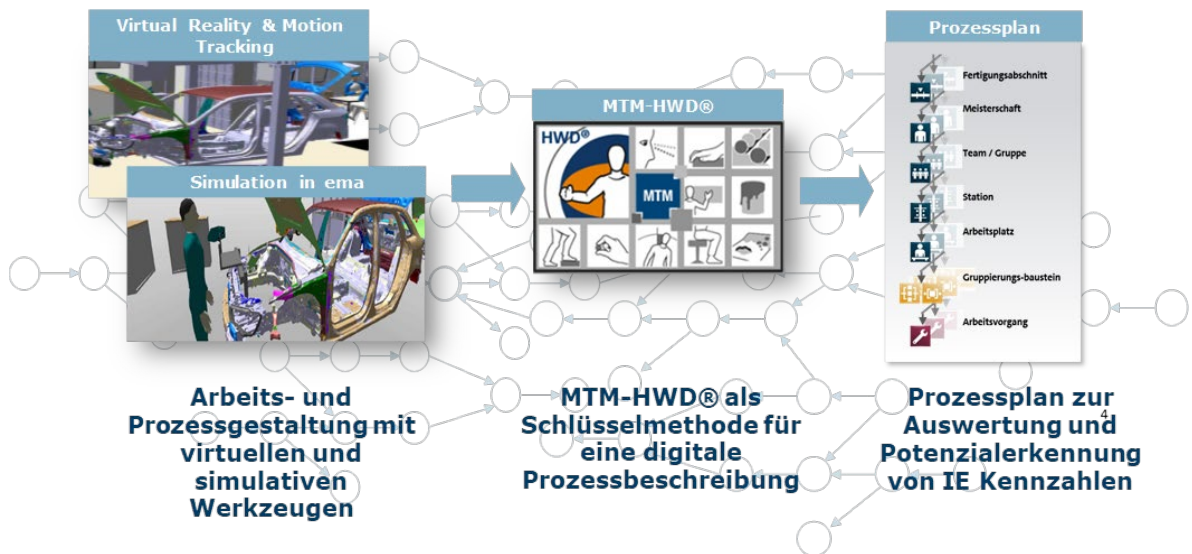 Virtual Reality & Motion
Tracking
Simulation in ema
MTM-HWD®
HWD®
MTM
Prozessplan
Fertigungsabschnitt
Meisterschaft
Team / Gruppe
Station
Arbeitsplatz
Gruppierungs-baustein
Arbeitsvorgang
Arbeits- und
Prozessgestaltung mit
virtuellen und
simulativen
Werkzeugen
MTM-HWD® als
Schlüsselmethode für
eine digitale
Prozessbeschreibung
Prozessplan zur
Auswertung und
Potenzialerkennung
von IE Kennzahlen
4